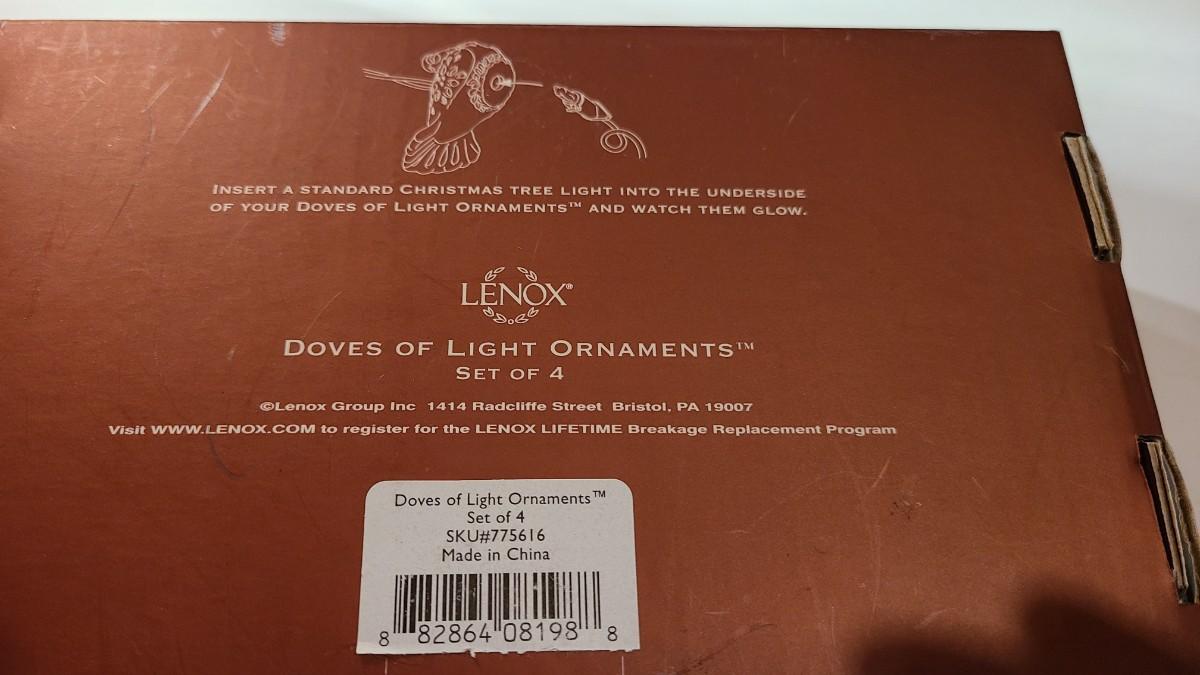 INSERT A STANDARD CHRISTMAS TREE LIGHT INTO THE UNDERSIDE
OF YOUR DOVES OF LIGHT ORNAMENTS™ AND WATCH THEM GLOW.
LENOX®
DOVES OF LIGHT ORNAMENTS™
SET OF 4
©Lenox Group Inc 1414 Radcliffe Street Bristol, PA 19007
Visit WWW.LENOX.COM to register for the LENOX LIFETIME Breakage Replacement Program
Doves of Light Ornaments™
Set of 4
SKU#775616
Made in China
8 82864 08198 8